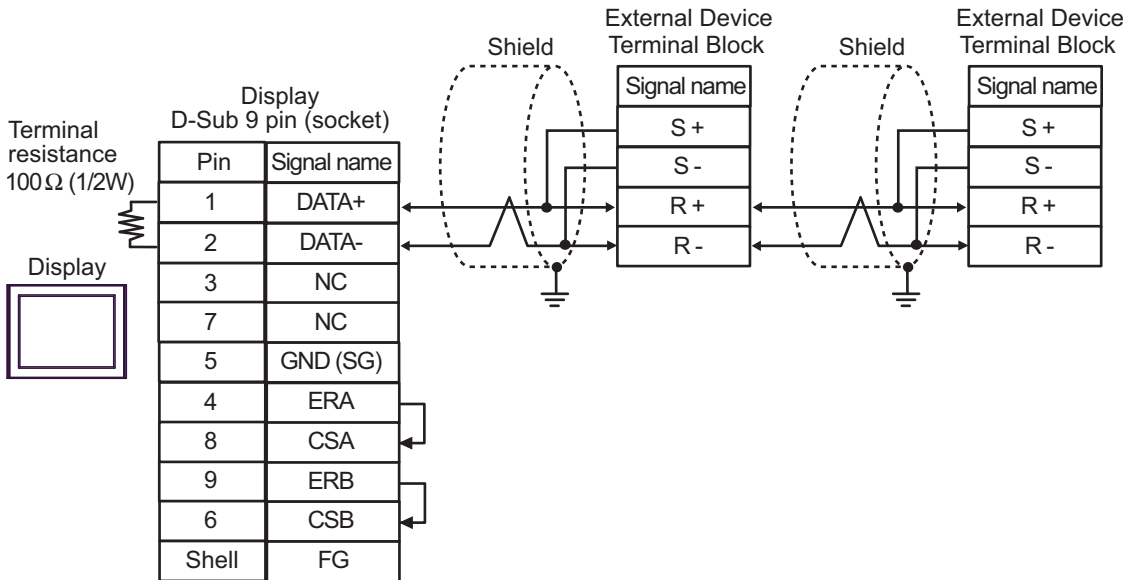 External Device
Terminal Block
External Device
Terminal Block
Shield
Shield
Signal name
S +
S -
R +
R -
Signal name
S +
S -
R +
R -
Display
D-Sub 9 pin (socket)
Terminal
resistance
100Ω (1/2W)
Display
Pin Signal name
1 DATA+
2 DATA-
3 NC
7 NC
5 GND (SG)
4 ERA
8 CSA
9 ERB
6 CSB
Shell FG